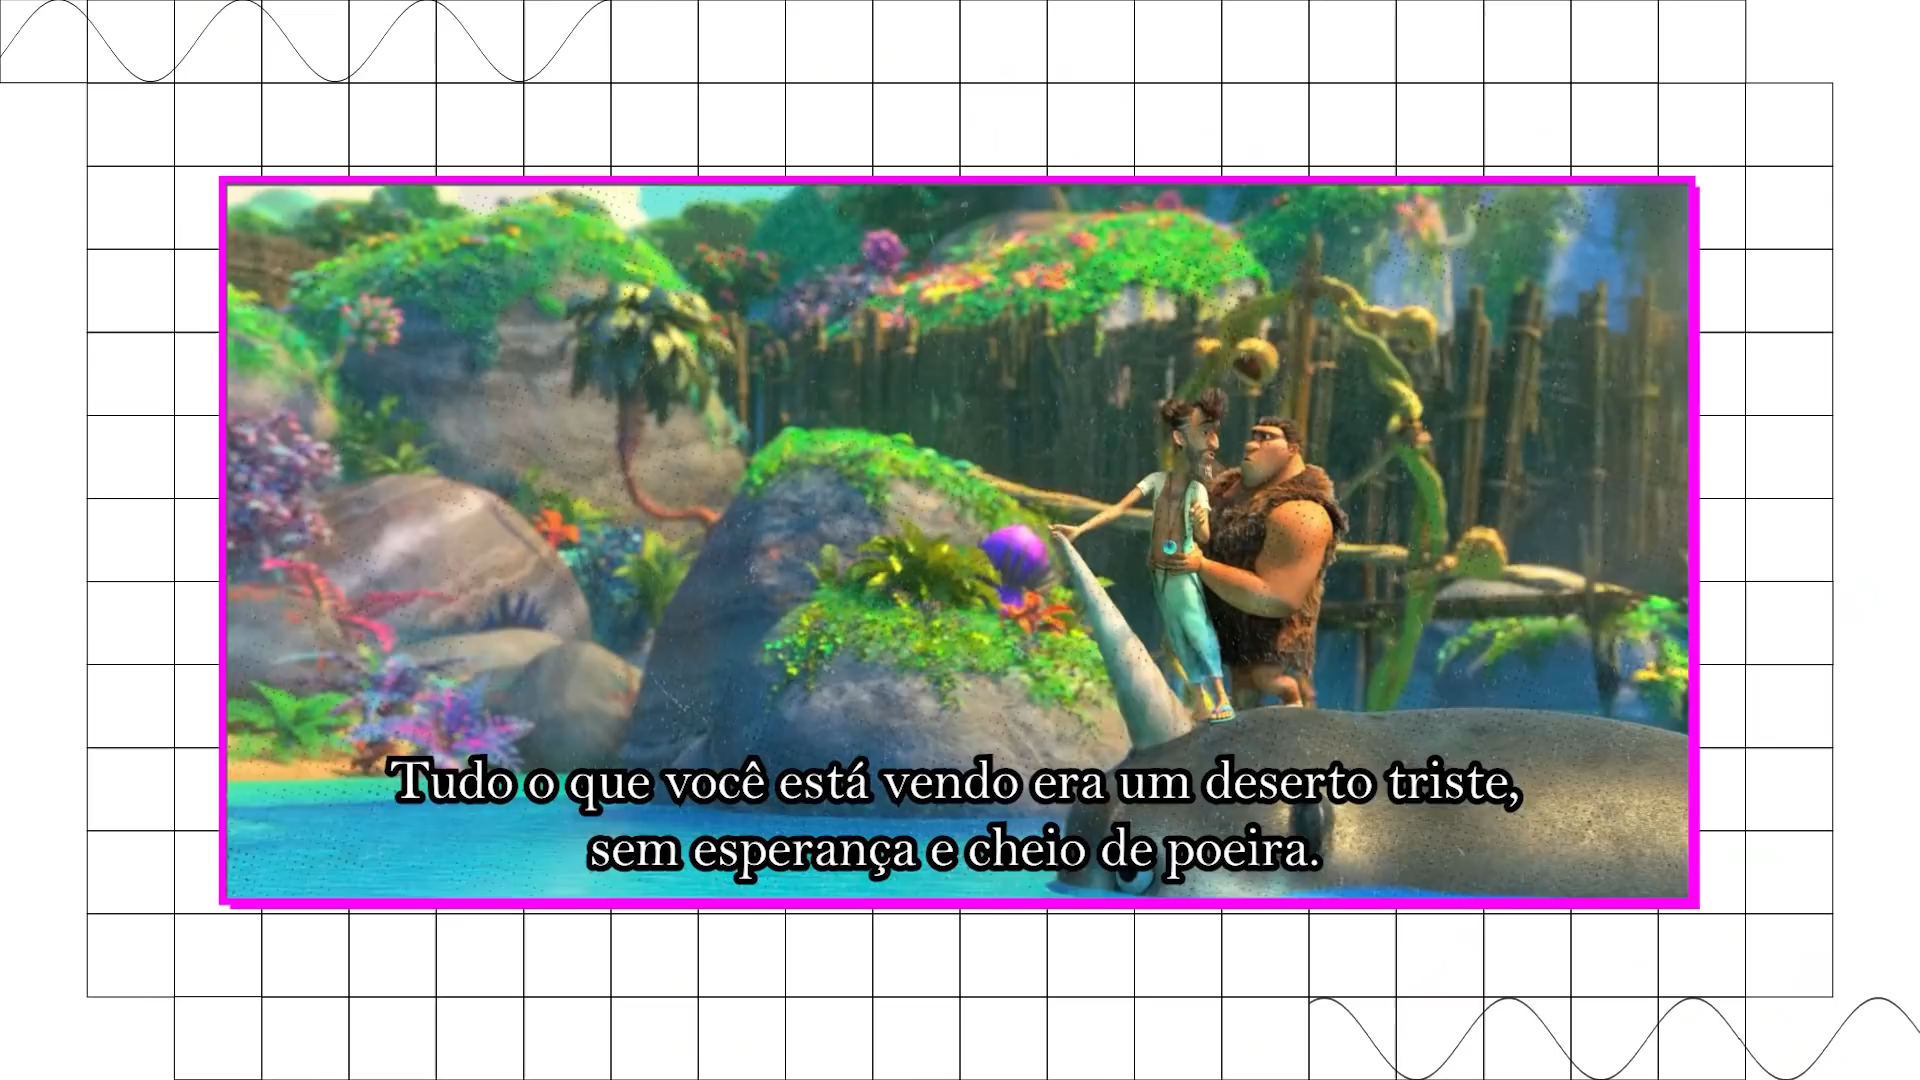 Tudo o que você está vendo era um deserto triste,
sem esperança e cheio de poeira.